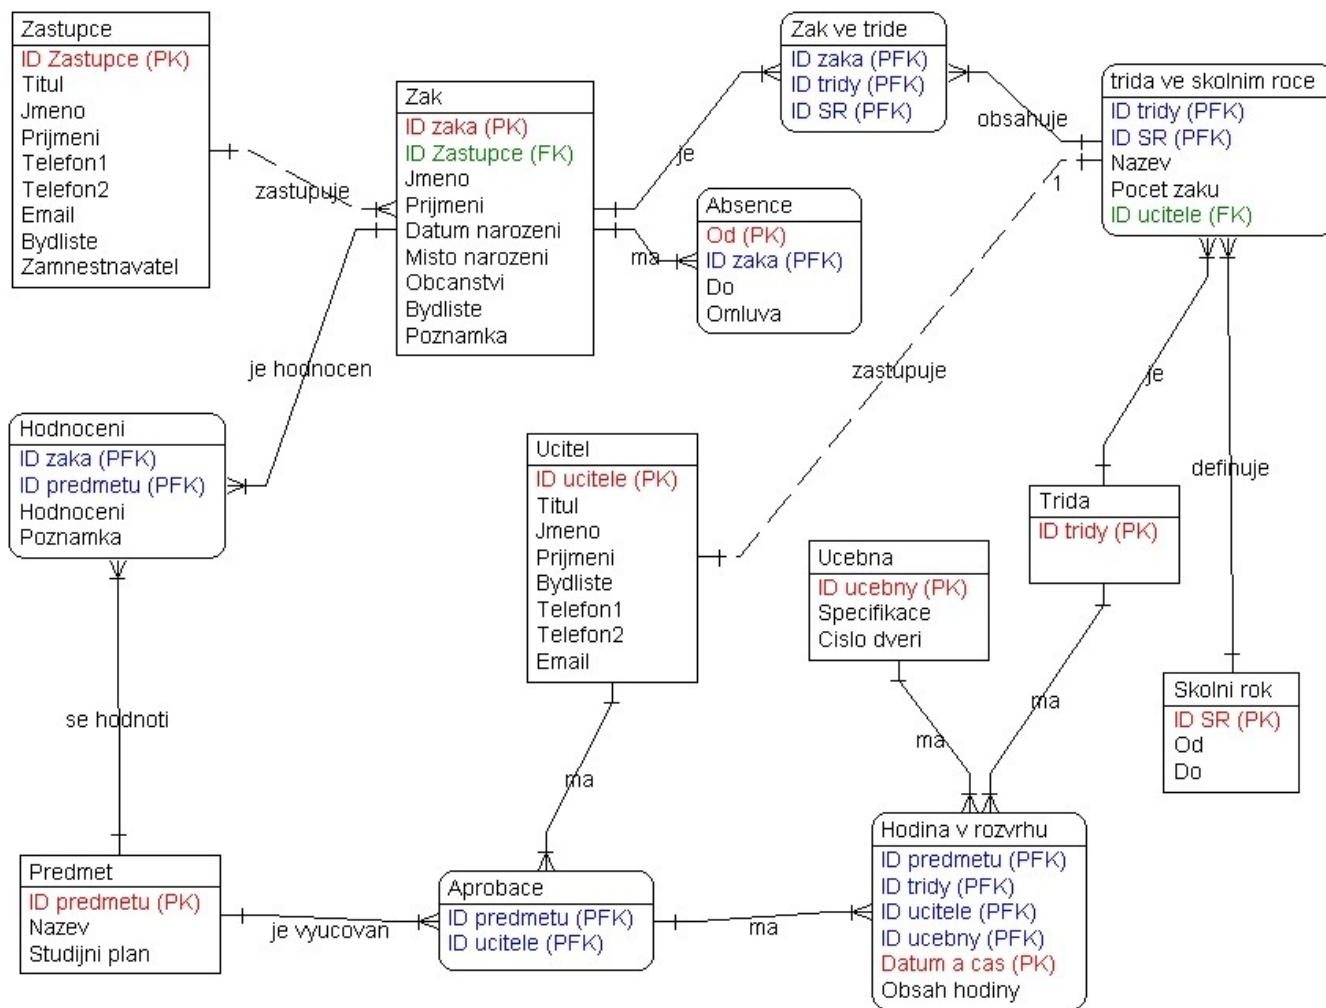 Zastupce
ID Zastupce (PK)
Titul
Jmeno
Prijmeni
Telefon1
Telefon2
Email
Bydliste
Zamnestnavatel
zastupuje
Zak
ID zaka (PK)
ID Zastupce (FK)
Jmeno
Prijmeni
Datum narozeni
Misto narozeni
Obcanstvi
Bydliste
Poznamka
je
Zak ve tride
ID zaka (PFK)
ID tridy (PFK)
ID SR (PFK)
obsahuje
trida ve skolnim roce
ID tridy (PFK)
ID SR (PFK)
Nazev
Pocet zaku
ID ucitele (FK)
1
ma
Absence
Od (PK)
ID zaka (PFK)
Do
Omluva
je hodnocen
zastupuje
je
definuje
Hodnoceni
ID zaka (PFK)
ID predmetu (PFK)
Hodnoceni
Poznamka
Ucitel
ID ucitele (PK)
Titul
Jmeno
Prijmeni
Bydliste
Telefon1
Telefon2
Email
Ucebna
ID ucebny (PK)
Specifikace
Cislo dveri
Trida
ID tridy (PK)
Skolni rok
ID SR (PK)
Od
Do
se hodnoti
ma
ma
ma
Predmet
ID predmetu (PK)
Nazev
Studijni plan
je vyucovan
Aprobace
ID predmetu (PFK)
ID ucitele (PFK)
ma
Hodina v rozvrhu
ID predmetu (PFK)
ID tridy (PFK)
ID ucitele (PFK)
ID ucebny (PFK)
Datum a cas (PK)
Obsah hodiny